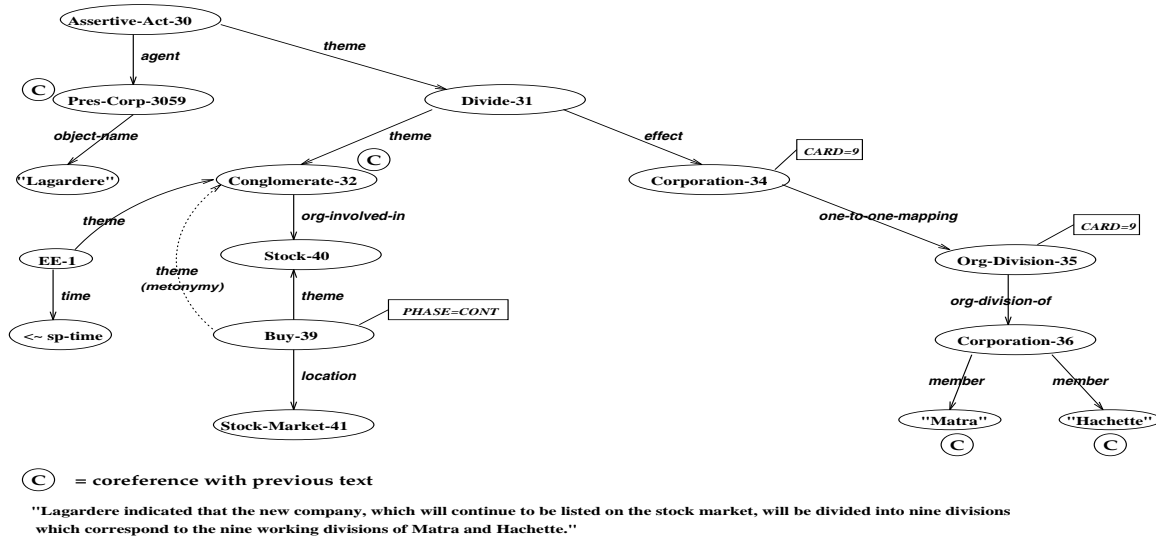 Assertive-Act-30
theme
agent
C
Pres-Corp-3059
Divide-31
object-name
theme
effect
CARD=9
C
"Lagardere"
Conglomerate-32
Corporation-34
theme
org-involved-in
one-to-one-mapping
CARD=9
EE-1
Stock-40
Org-Division-35
theme
(metonymy)
time
theme
org-division-of
PHASE=CONT
<~ sp-time
Buy-39
Corporation-36
location
member
member
Stock-Market-41
"Matra"
"Hachette"
C
C
C = coreference with previous text
"Lagardere indicated that the new company, which will continue to be listed on the stock market, will be divided into nine divisions
which correspond to the nine working divisions of Matra and Hachette."